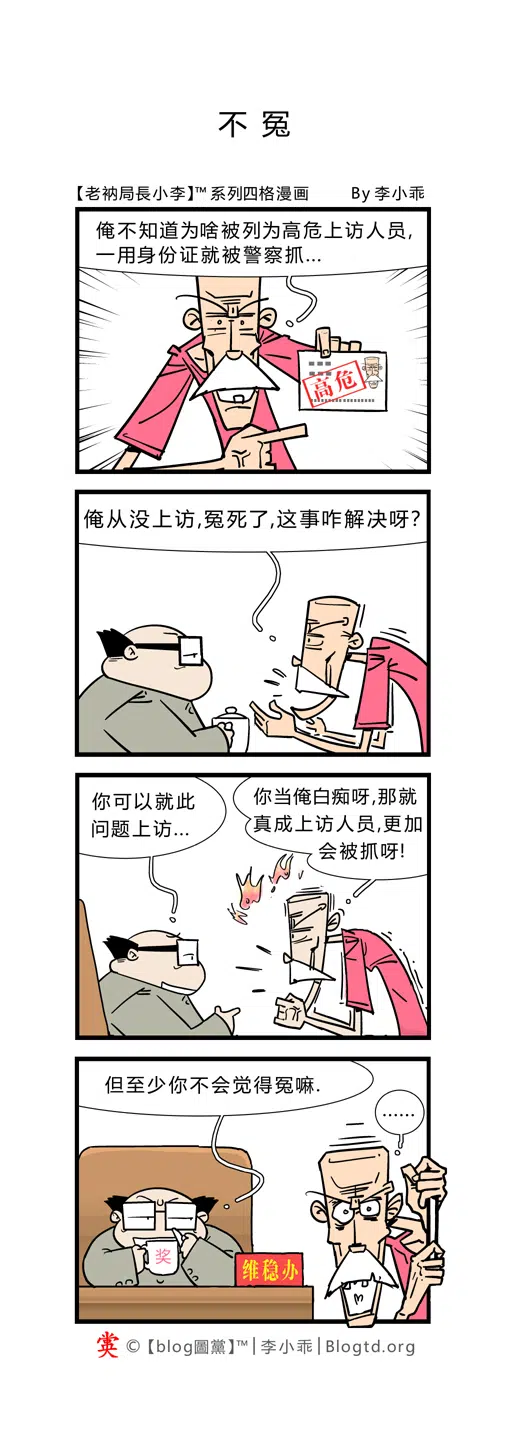 不冤
【老衲局長小李】™系列四格漫画 By 李小乖
俺不知道为啥被列为高危上访人员,
一用身份证就被警察抓...
高危
俺从没上访,冤死了,这事咋解决呀?
你可以就此
问题上访...
你当俺白痴呀,那就
真成上访人员,更加
会被抓呀!
但至少你不会觉得冤嘛.
......
奖
维稳办
©【blog圖黨】™|李小乖|Blogtd.org